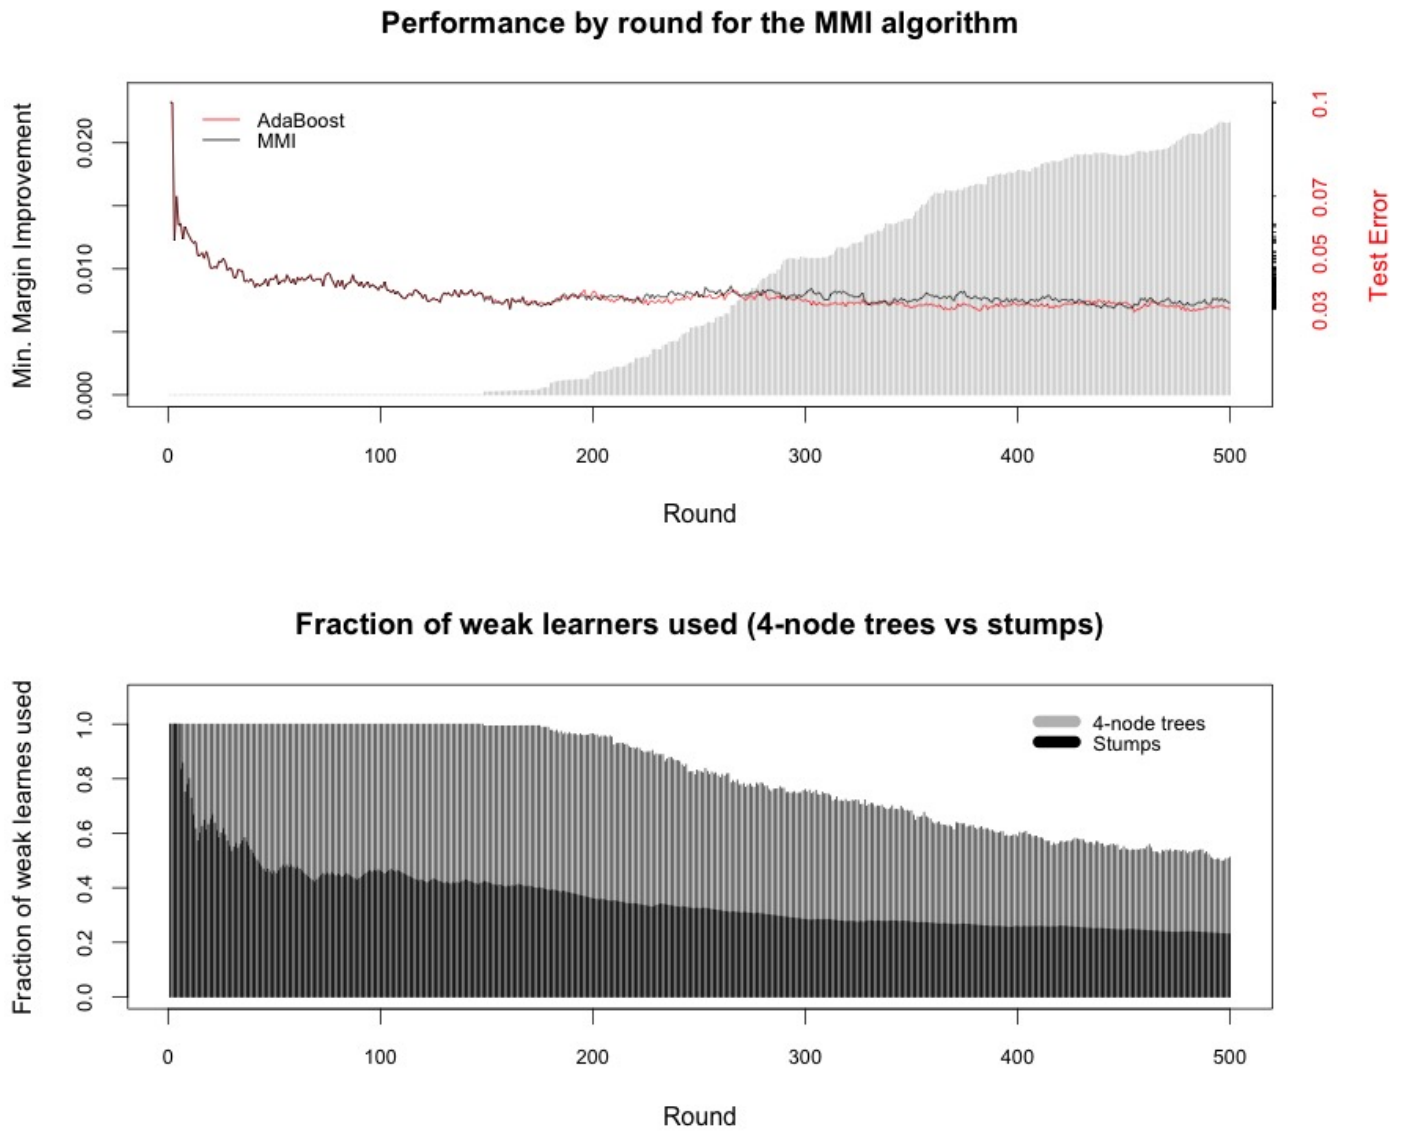 Performance by round for the MMI algorithm
Min. Margin Improvement
0.000
0.010
0.020
AdaBoost
MMI
0.1
0.07
0.05
0.03
Test Error
0
100
200
300
400
500
Round
Fraction of weak learners used (4-node trees vs stumps)
Fraction of weak learnes used
0.0
0.2
0.4
0.6
0.8
1.0
4-node trees
Stumps
0
100
200
300
400
500
Round